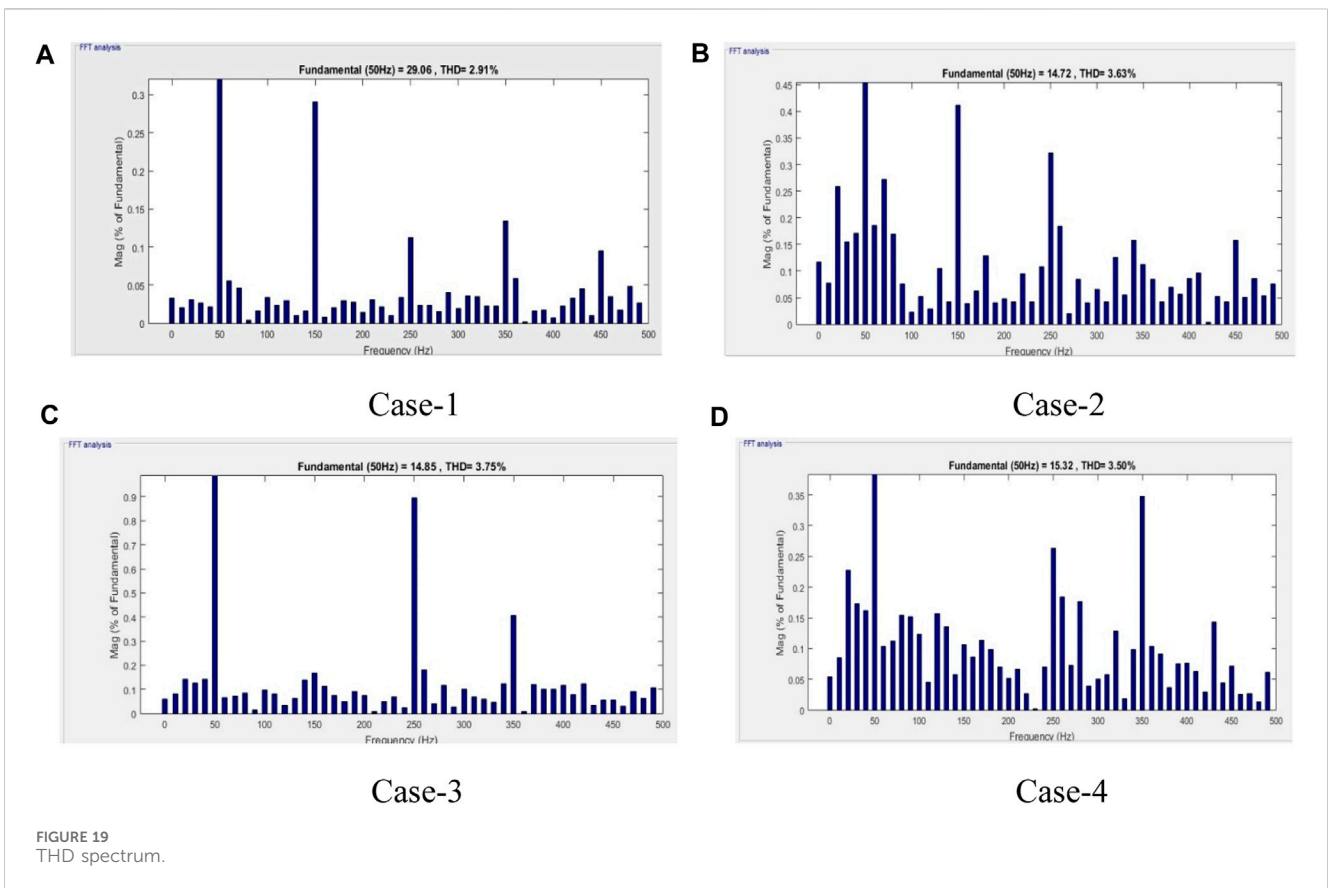 A
FFT analysis
Fundamental (50Hz) = 29.06 , THD= 2.91%
Mag (% of Fundamental)
0.3
0.25
0.2
0.15
0.1
0.05
0
0 50 100 150 200 250 300 350 400 450 500
Frequency (Hz)
Case-1
B
FFT analysis
Fundamental (50Hz) = 14.72 , THD= 3.63%
Mag (% of Fundamental)
0.45
0.4
0.35
0.3
0.25
0.2
0.15
0.1
0.05
0
0 50 100 150 200 250 300 350 400 450 500
Frequency (Hz)
Case-2
C
FFT analysis
Fundamental (50Hz) = 14.85 , THD= 3.75%
Mag (% of Fundamental)
0.9
0.8
0.7
0.6
0.5
0.4
0.3
0.2
0.1
0
0 50 100 150 200 250 300 350 400 450 500
Frequency (Hz)
Case-3
D
FFT analysis
Fundamental (50Hz) = 15.32 , THD= 3.50%
Mag (% of Fundamental)
0.35
0.3
0.25
0.2
0.15
0.1
0.05
0
0 50 100 150 200 250 300 350 400 450 500
Frequency (Hz)
Case-4
FIGURE 19
THD spectrum.